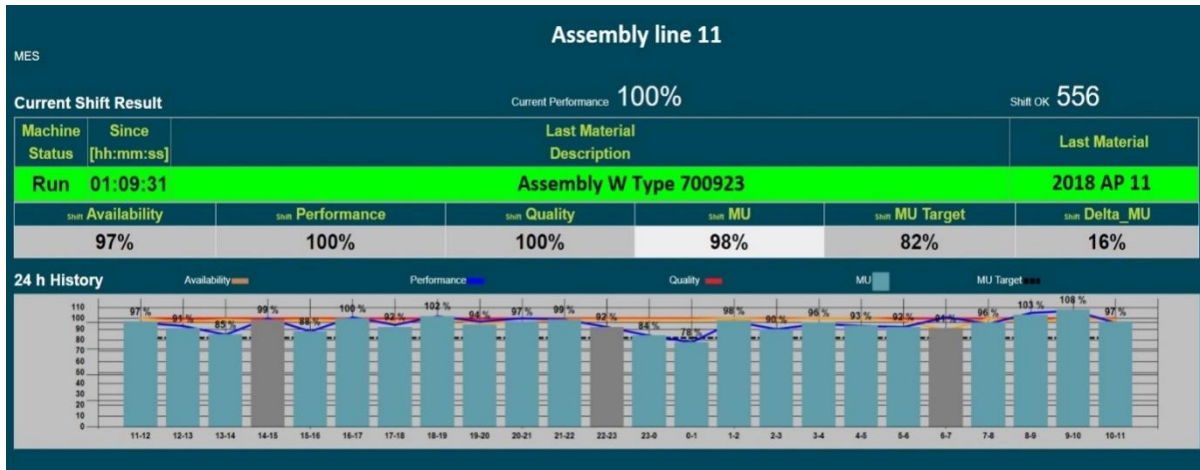 Assembly line 11
MES
Current Shift Result Current Performance 100% Shift OK 556
Machine Status Since [hh:mm:ss] Last Material Description Last Material
Run 01:09:31 Assembly W Type 700923 2018 AP 11
Shift Availability Shift Performance Shift Quality Shift MU Shift MU Target Shift Delta_MU
97% 100% 100% 98% 82% 16%
24 h History Availability Performance Quality MU MU Target
110
100
90
80
70
60
50
40
30
20
10
0
97 % 91 % 85 % 99 % 88 % 100 % 92 % 102 % 94 % 97 % 99 % 92 % 84 % 78 % 98 % 90 % 95 % 93 % 92 % 91 % 96 % 103 % 108 % 97 %
11-12 12-13 13-14 14-15 15-16 16-17 17-18 18-19 19-20 20-21 21-22 22-23 23-0 0-1 1-2 2-3 3-4 4-5 5-6 6-7 7-8 8-9 9-10 10-11